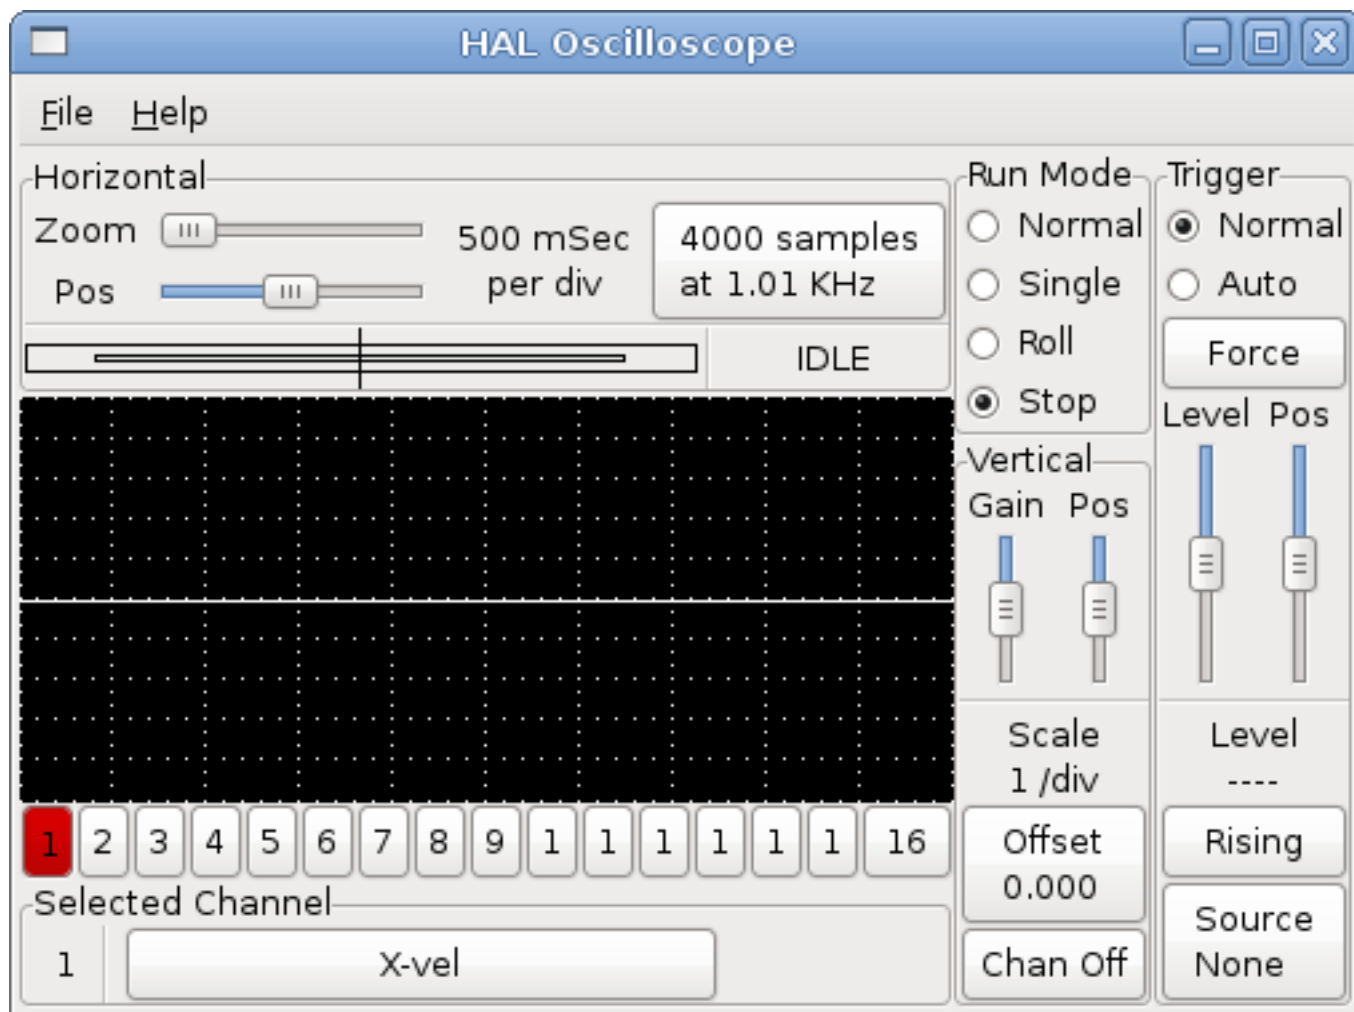 HAL Oscilloscope
File Help
Horizontal
Zoom
Pos
500 mSec
per div
4000 samples
at 1.01 KHz
IDLE
Run Mode
Normal
Single
Roll
Stop
Trigger
Normal
Auto
Force
Level Pos
Vertical
Gain Pos
Scale
1 /div
Offset
0.000
Chan Off
Level
----
Rising
Source
None
1 2 3 4 5 6 7 8 9 1 1 1 1 1 1 16
Selected Channel
1 X-vel